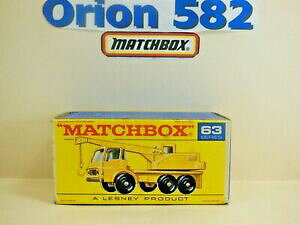 Orion 582
MATCHBOX
"MATCHBOX" 63
SERIES
A LESNEY PRODUCT